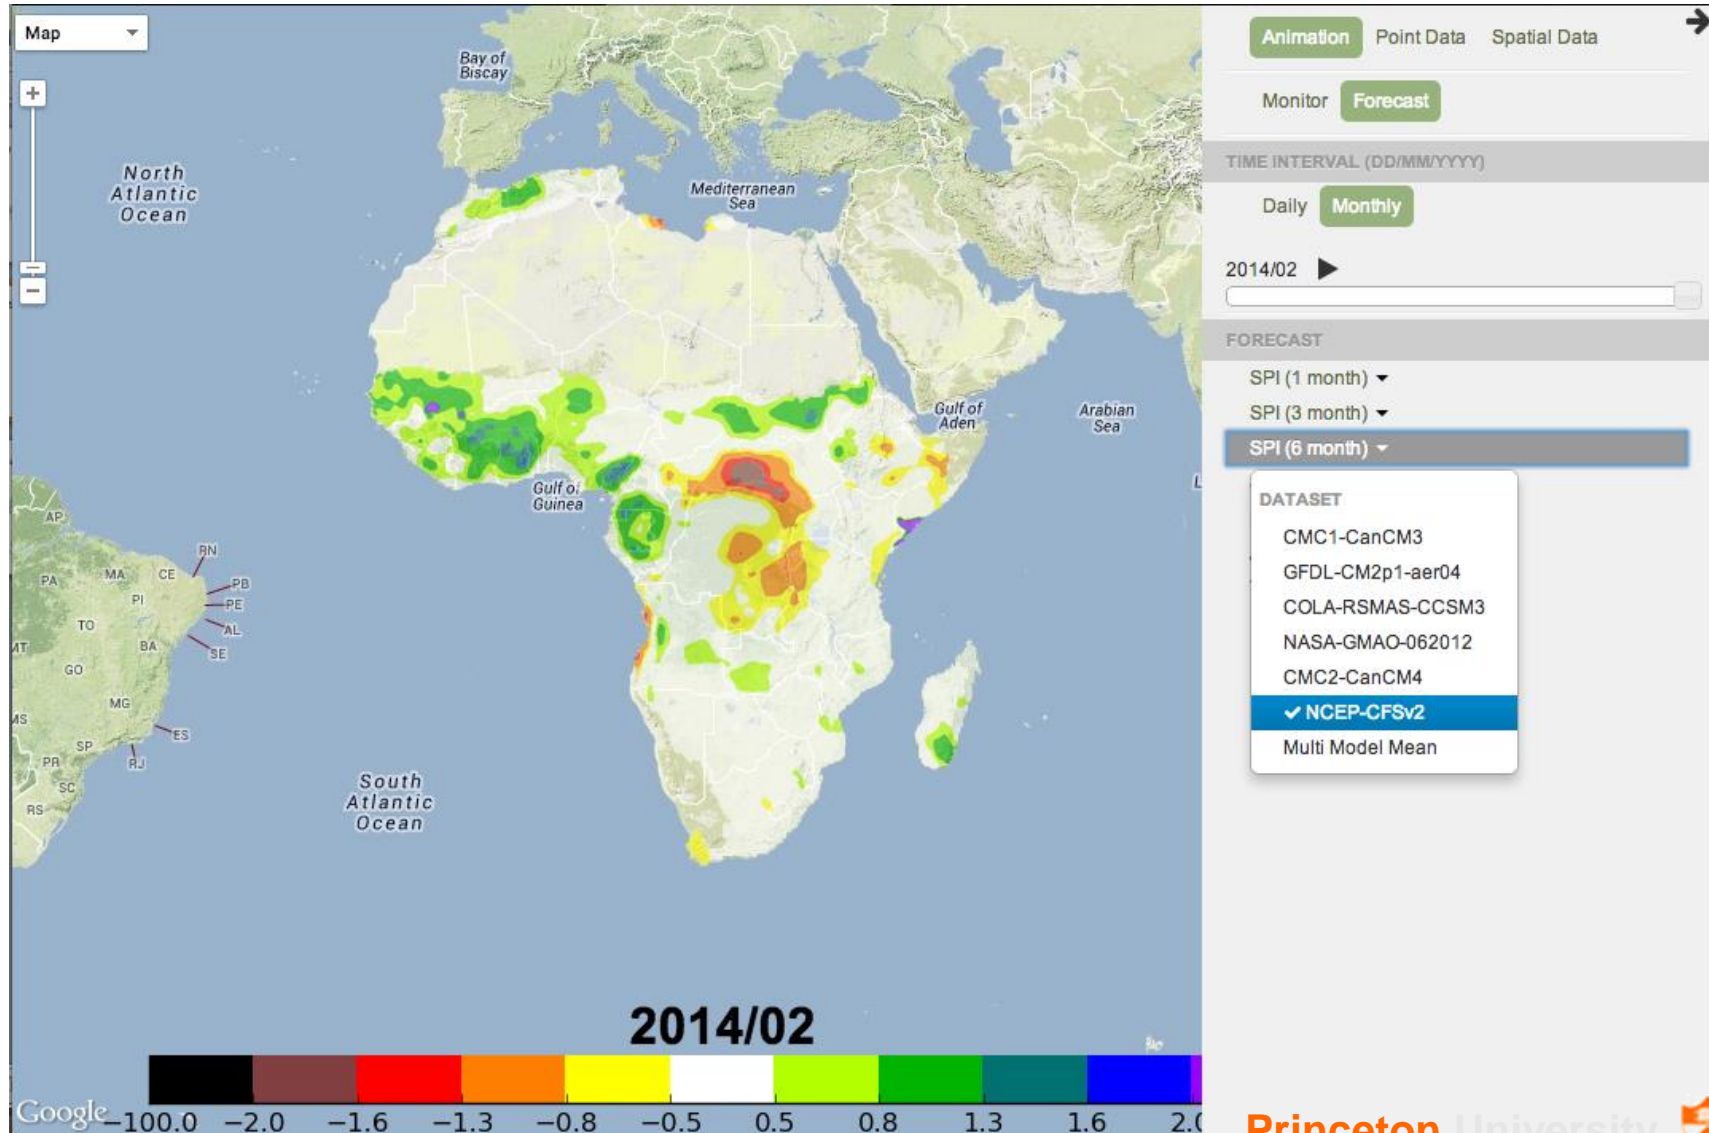 Map
Bay of
Biscay
North
Atlantic
Ocean
Mediterranean
Sea
Gulf of
Aden
Arabian
Sea
Gulf of
Guinea
L
AP
RN
PA
MA
CE
PB
PI
PE
TO
AL
MT
BA
SE
GO
MG
MS
ES
SP
PR
RJ
SC
RS
South
Atlantic
Ocean
2014/02
Google
−100.0 −2.0 −1.6 −1.3 −0.8 −0.5 0.5 0.8 1.3 1.6 2.0
Animation Point Data Spatial Data
Monitor Forecast
TIME INTERVAL (DD/MM/YYYY)
Daily Monthly
2014/02
FORECAST
SPI (1 month)
SPI (3 month)
SPI (6 month)
DATASET
CMC1-CanCM3
GFDL-CM2p1-aer04
COLA-RSMAS-CCSM3
NASA-GMAO-062012
CMC2-CanCM4
NCEP-CFSv2
Multi Model Mean
Princeton University